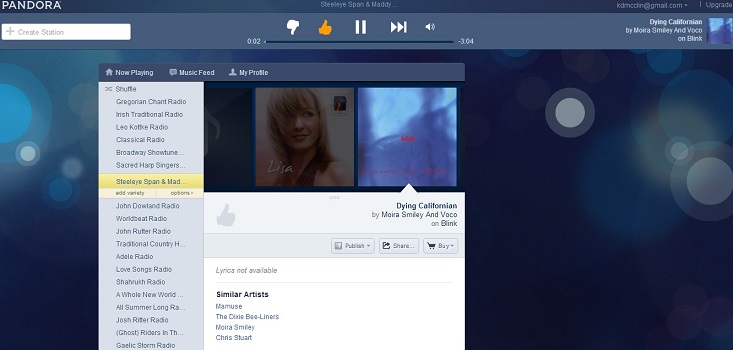 PANDORA
Steeleye Span & Maddy ...
kdmcclin@gmail.com
Upgrade
Create Station
0:02
-3:04
Dying Californian
by Moira Smiley And Voco
on Blink
Now Playing
Music Feed
My Profile
Shuffle
Gregorian Chant Radio
Irish Traditional Radio
Leo Kottke Radio
Classical Radio
Broadway Showtune...
Sacred Harp Singers...
Steeleye Span & Mad...
add variety
options
John Dowland Radio
Worldbeat Radio
John Rutter Radio
Traditional Country H...
Adele Radio
Love Songs Radio
Shahrukh Radio
A Whole New World ...
All Summer Long Ra...
Josh Ritter Radio
(Ghost) Riders In Th...
Gaelic Storm Radio
Lisa
Dying Californian
by Moira Smiley And Voco
on Blink
Publish
Share...
Buy
Lyrics not available
Similar Artists
Mamuse
The Dixie Bee-Liners
Moira Smiley
Chris Stuart